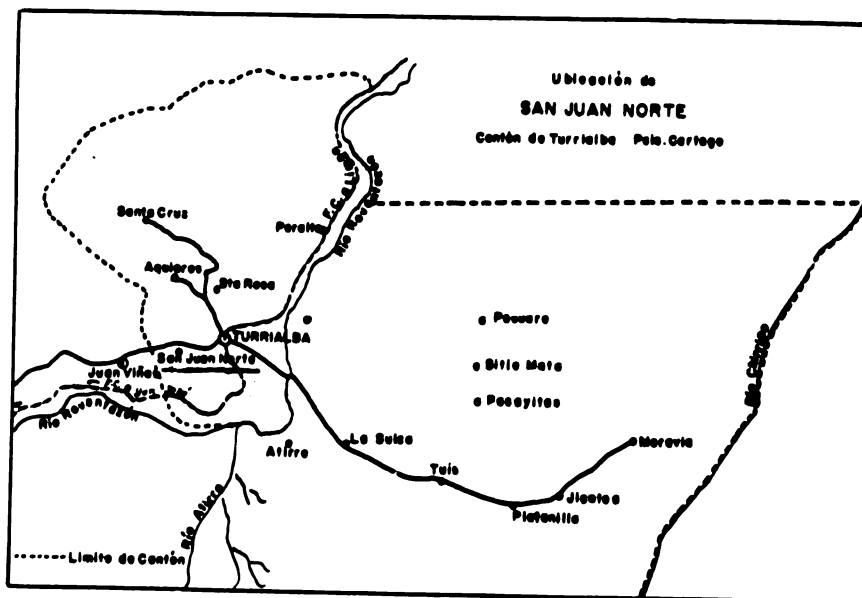 Ubicación de
SAN JUAN NORTE
Cantón de Turrialba Pcia. Cartago
Santa Cruz
Peralta
Aquiares
Sta Rosa
TURRIALBA
Pacuare
San Juan Norte
Juan Viñas
Sitio Mata
Pacayitas
Río Reventazón
Atirro
La Suiza
Moravia
Tuis
Jicotea
Platanillo
Río Atirro
Límite de Cantón